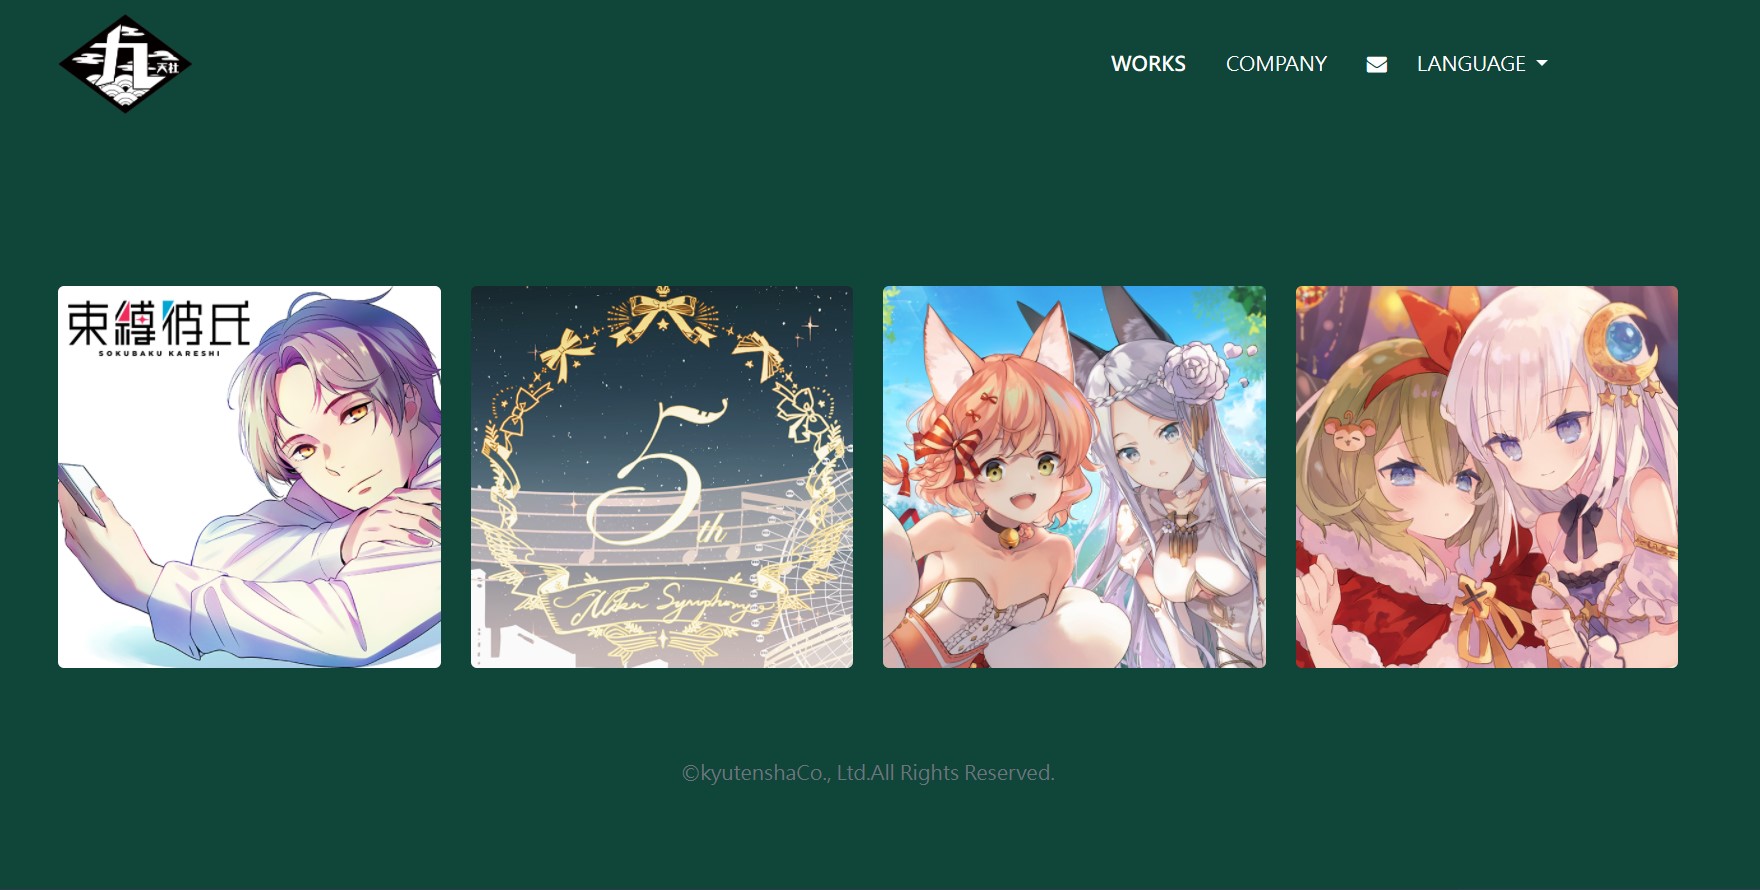 九
天社
WORKS
COMPANY
LANGUAGE
束縛彼氏
SOKUBAKU KARESHI
5th
Symphony
©kyutenshaCo., Ltd.All Rights Reserved.